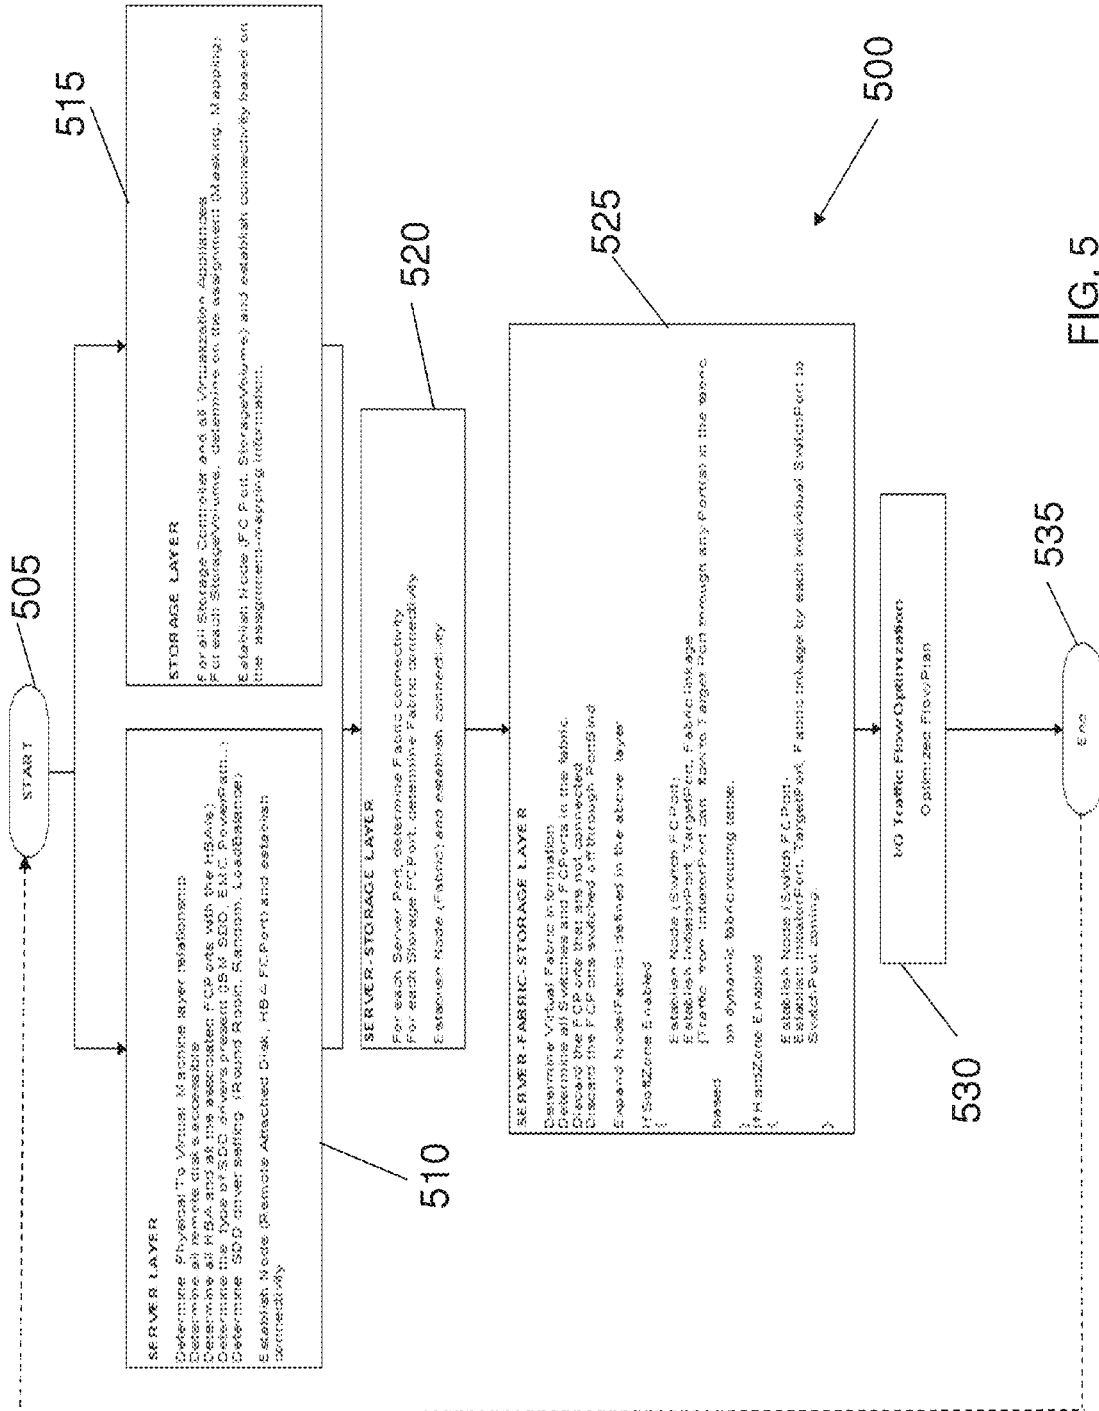 505
START
SERVER LAYER
Determine Physical To Virtual Machine layer relationship
Determine all remote disks accessible
Determine all HBA and all the associated FCPorts with the HBA(s)
Determine the type of SDD drivers present (IBM SDD, EMC PowerPath...)
Determine SDD driver setting (Round Robin, Random, LoadBalance)
Establish Node (Remote Attached Disk, HBA FCPort) and establish
connectivity
510
515
STORAGE LAYER
For all Storage Controller and all Virtualization Appliances
For each StorageVolume, determine on the assignment (Masking, Mapping)
Establish Node (FC Port, StorageVolume) and establish connectivity based on
the assignment-mapping information.
SERVER-STORAGE LAYER
For each Server Port, determine Fabric connectivity
For each Storage FCPort, determine Fabric connectivity
Establish Node (Fabric) and establish connectivity
520
SERVER-FABRIC-STORAGE LAYER
Determine Virtual Fabric Information
Determine all Switches and FCPorts in the fabric.
Discard the FCPorts that are not connected
Discard the FCPorts switched off through PortBind
Expand Node(Fabric) defined in the above layer
If SoftZone Enabled
{
Establish Node (Switch FCPort)
Establish InitiatorPort, TargetPort, Fabric linkage
[Traffic from InitiatorPort can flow to Target Port through any Port(s) in the fabric
based
on dynamic fabric routing table.
}
If HardZone Enabled
{
Establish Node (Switch FCPort)
Establish InitiatorPort, TargetPort, Fabric linkage by each individual SwitchPort to
SwitchPort zoning.
}
525
I/O Traffic Flow Optimization
Optimized FlowPlan
530
End
535
500
FIG. 5